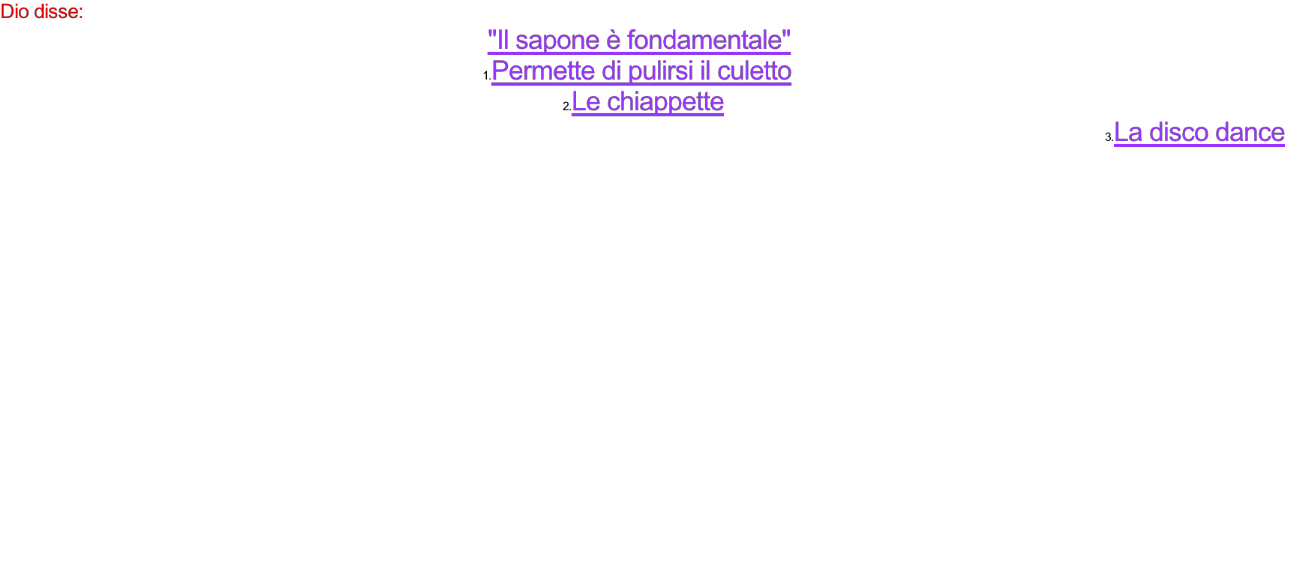 Dio disse:
"Il sapone è fondamentale"
1.Permette di pulirsi il culetto
2.Le chiappette
3.La disco dance